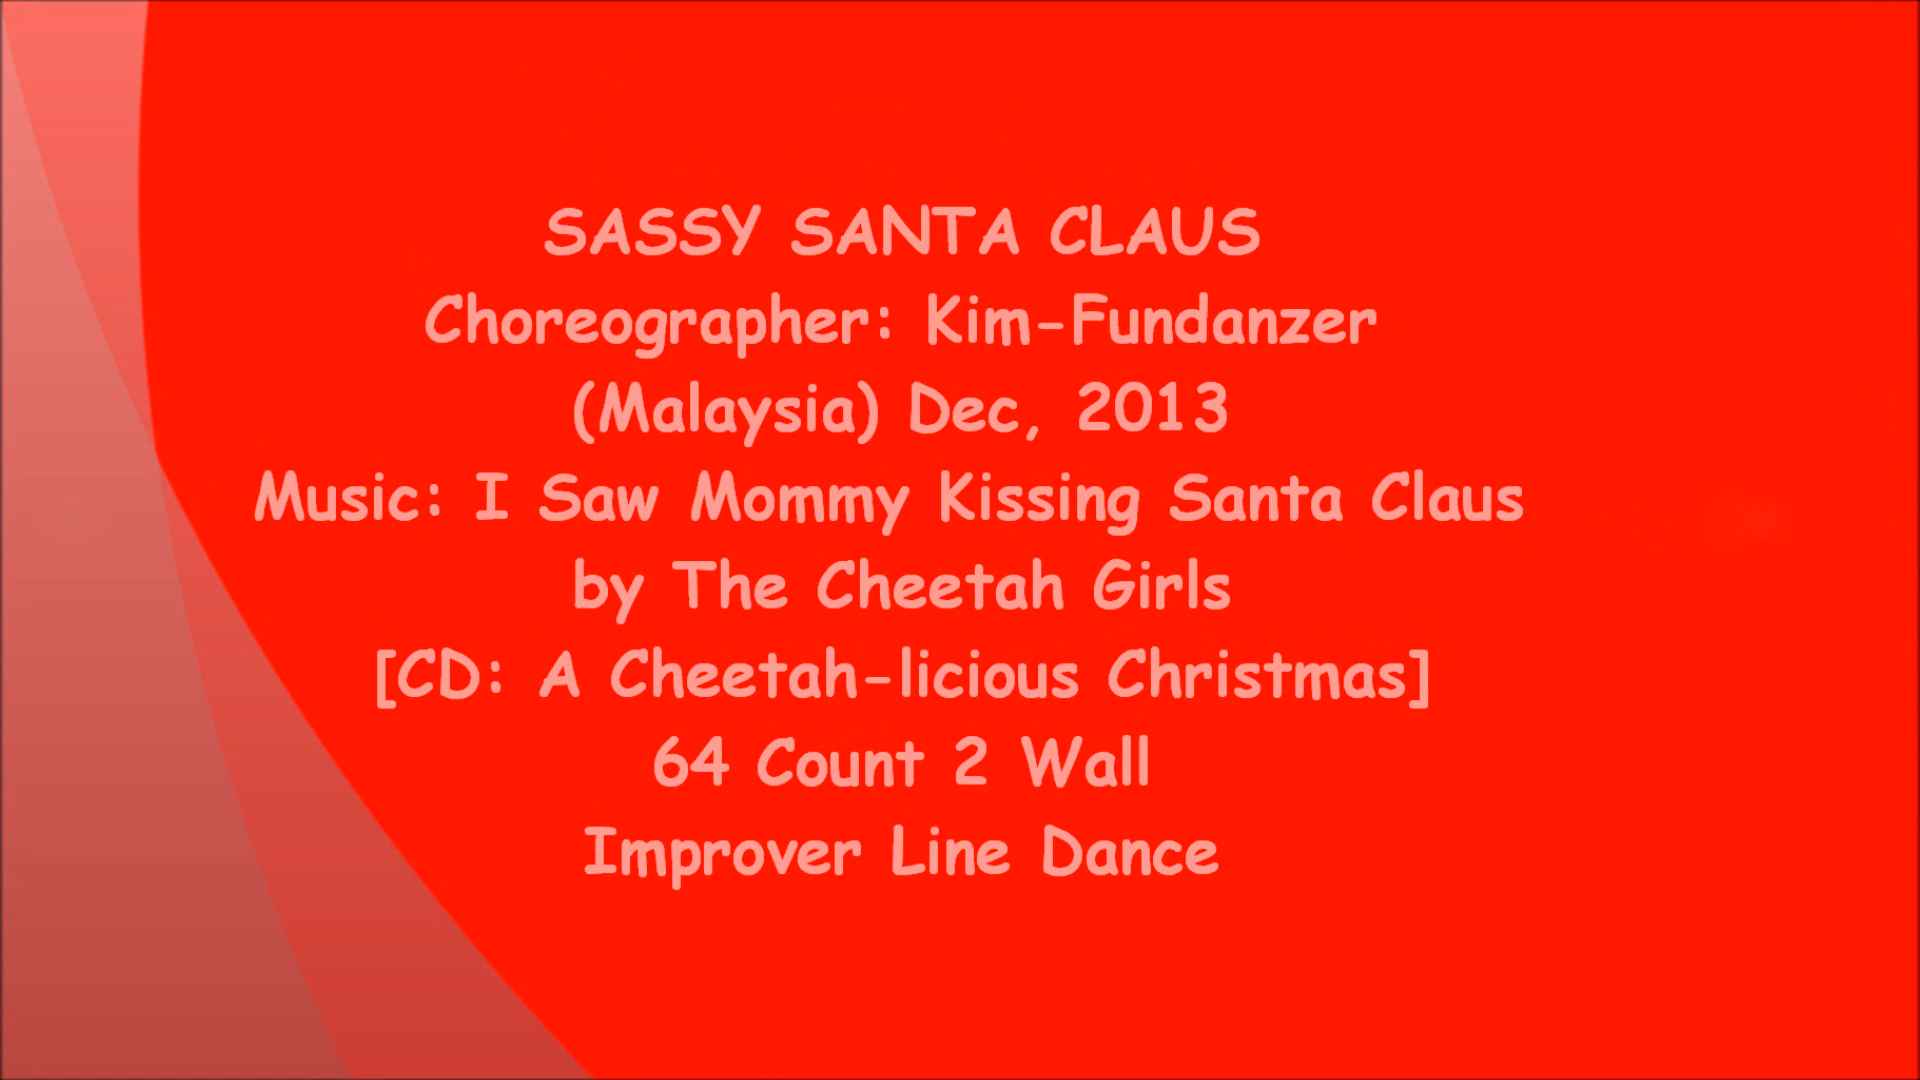 SASSY SANTA CLAUS
Choreographer: Kim-Fundanzer
(Malaysia) Dec, 2013
Music: I Saw Mommy Kissing Santa Claus
by The Cheetah Girls
[CD: A Cheetah-licious Christmas]
64 Count 2 Wall
Improver Line Dance